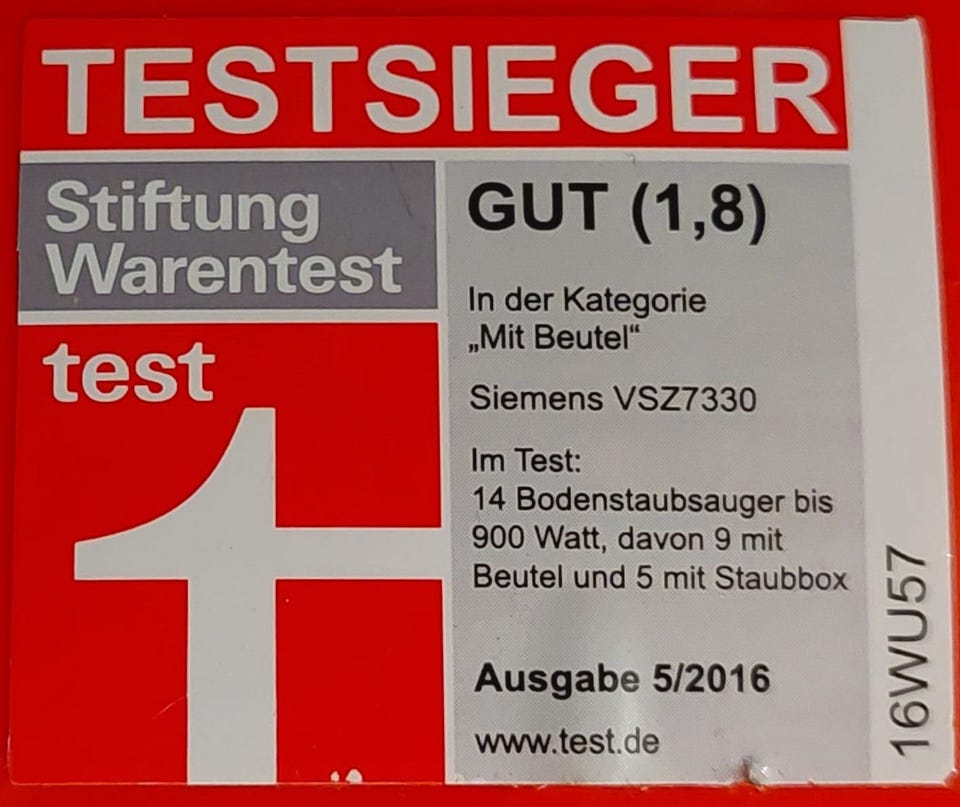 TESTSIEGER
Stiftung
Warentest
test
GUT (1,8)
In der Kategorie
„Mit Beutel“
Siemens VSZ7330
Im Test:
14 Bodenstaubsauger bis
900 Watt, davon 9 mit
Beutel und 5 mit Staubbox
Ausgabe 5/2016
www.test.de
16WU57